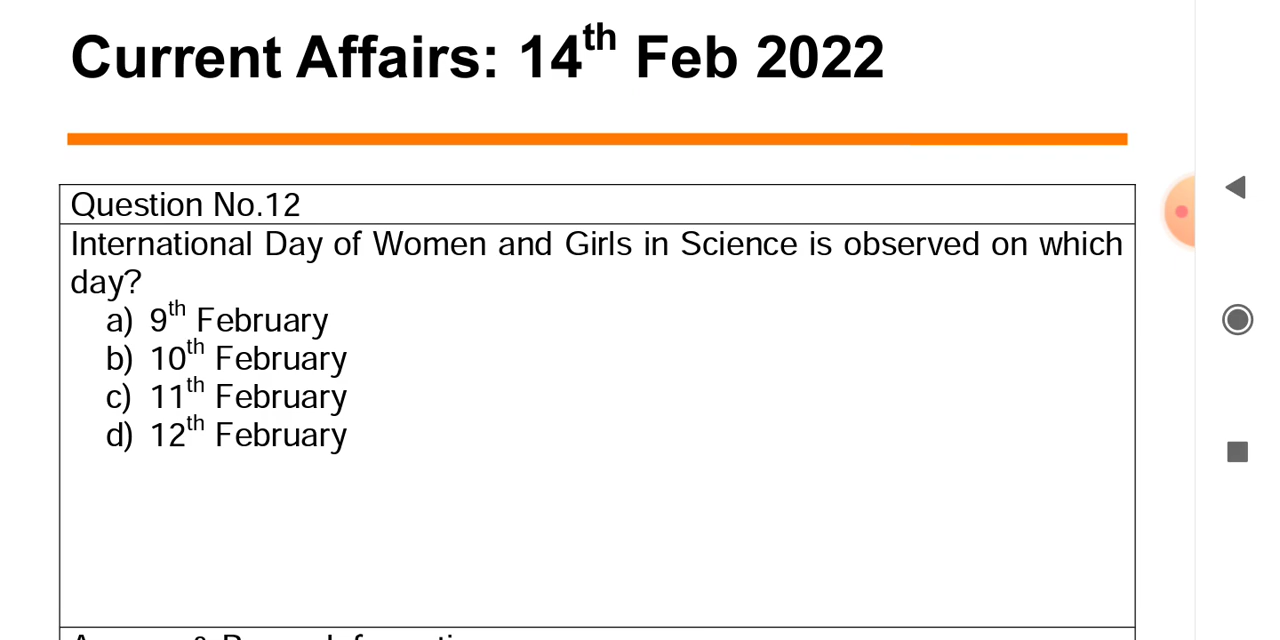 Current Affairs: 14th Feb 2022
Question No.12
International Day of Women and Girls in Science is observed on which
day?
a) 9th February
b) 10th February
c) 11th February
d) 12th February